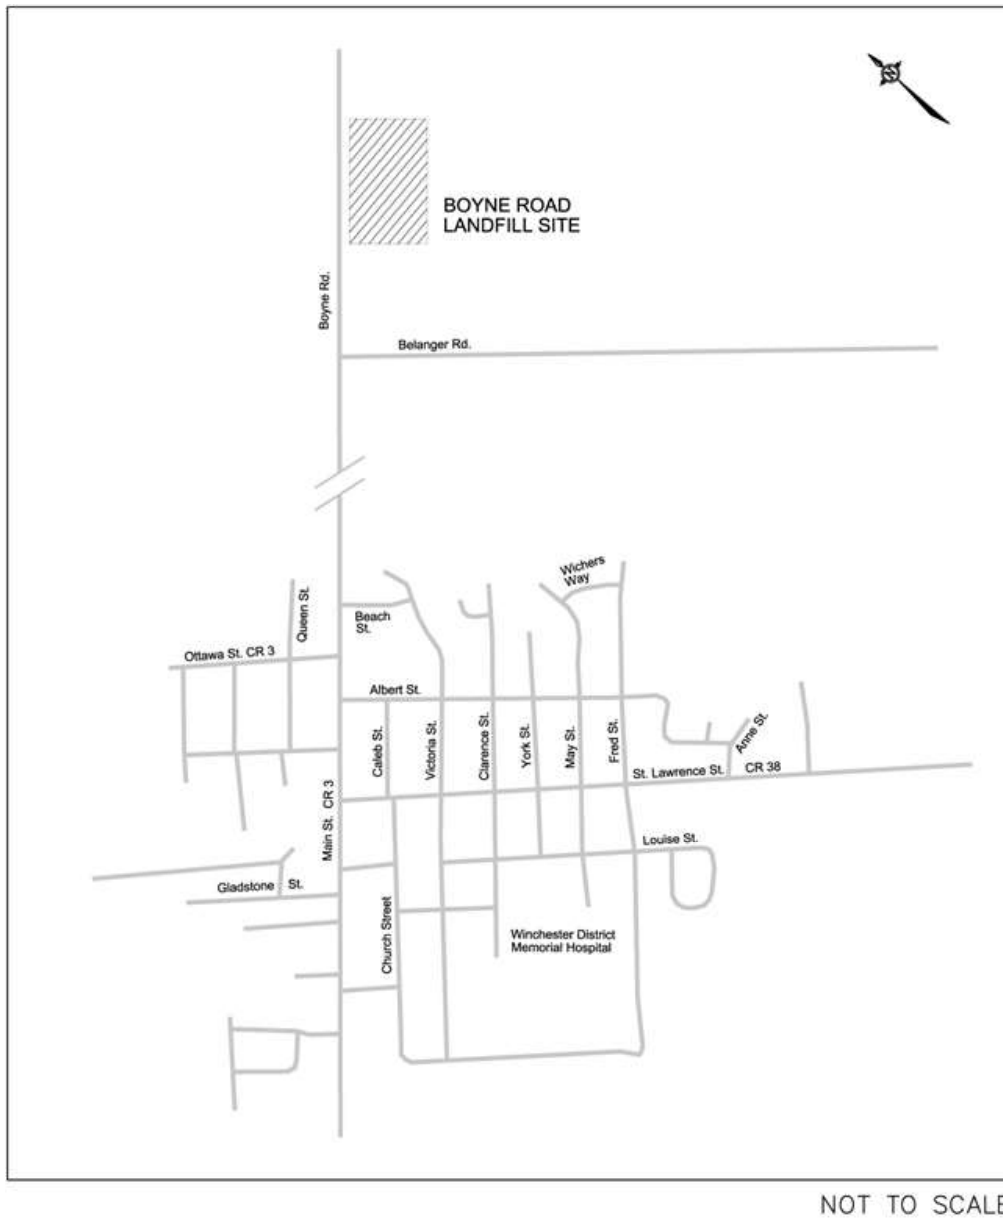 BOYNE ROAD
LANDFILL SITE
Boyne Rd.
Belanger Rd.
Wichers
Way
Queen St.
Beach
St.
Ottawa St. CR 3
Albert St.
Caleb St.
Victoria St.
Clarence St.
York St.
May St.
Fred St.
Anne St.
St. Lawrence St. CR 38
Main St. CR 3
Louise St.
Gladstone St.
Church Street
Winchester District
Memorial Hospital
NOT TO SCALE